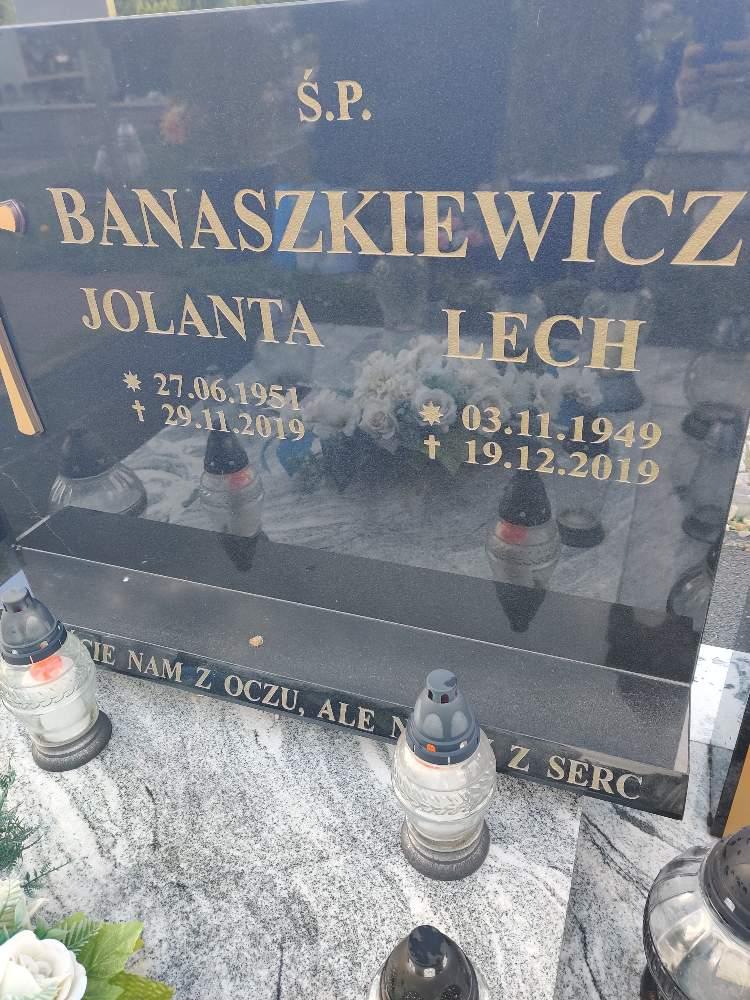 Ś.P.
BANASZKIEWICZ
JOLANTA LECH
* 27.06.1951
† 29.11.2019
* 03.11.1949
† 19.12.2019
CIE NAM Z OCZU, ALE N Z SERC